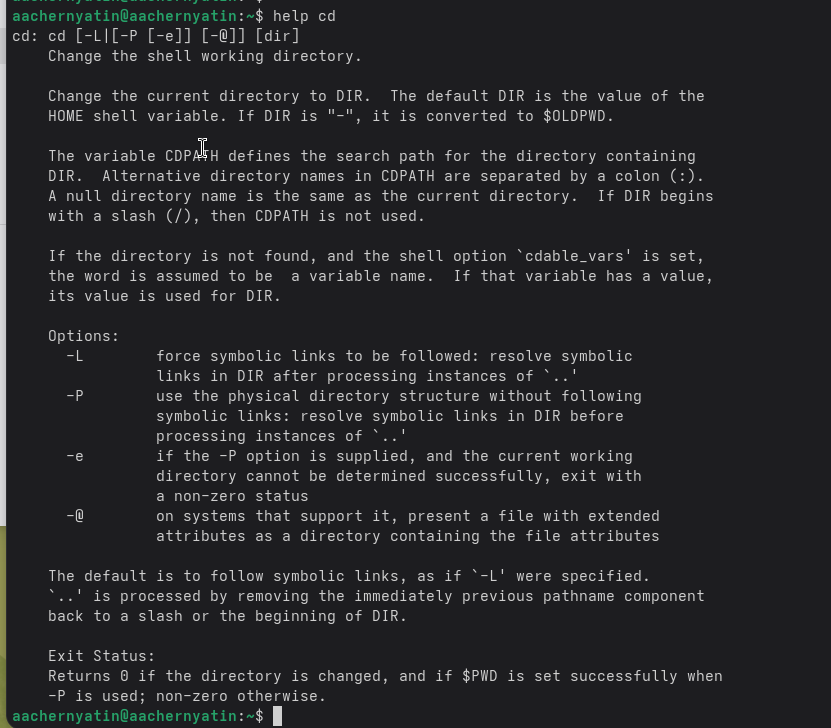 aachernyatin@aachernyatin:~$ help cd
cd: cd [-L|[-P [-e]] [-@]] [dir]
    Change the shell working directory.

    Change the current directory to DIR.  The default DIR is the value of the
    HOME shell variable. If DIR is "-", it is converted to $OLDPWD.

    The variable CDPATH defines the search path for the directory containing
    DIR.  Alternative directory names in CDPATH are separated by a colon (:).
    A null directory name is the same as the current directory.  If DIR begins
    with a slash (/), then CDPATH is not used.

    If the directory is not found, and the shell option `cdable_vars' is set,
    the word is assumed to be  a variable name.  If that variable has a value,
    its value is used for DIR.

    Options:
      -L        force symbolic links to be followed: resolve symbolic
                links in DIR after processing instances of `..'
      -P        use the physical directory structure without following
                symbolic links: resolve symbolic links in DIR before
                processing instances of `..'
      -e        if the -P option is supplied, and the current working
                directory cannot be determined successfully, exit with
                a non-zero status
      -@        on systems that support it, present a file with extended
                attributes as a directory containing the file attributes

    The default is to follow symbolic links, as if `-L' were specified.
    `..' is processed by removing the immediately previous pathname component
    back to a slash or the beginning of DIR.

    Exit Status:
    Returns 0 if the directory is changed, and if $PWD is set successfully when
    -P is used; non-zero otherwise.
aachernyatin@aachernyatin:~$